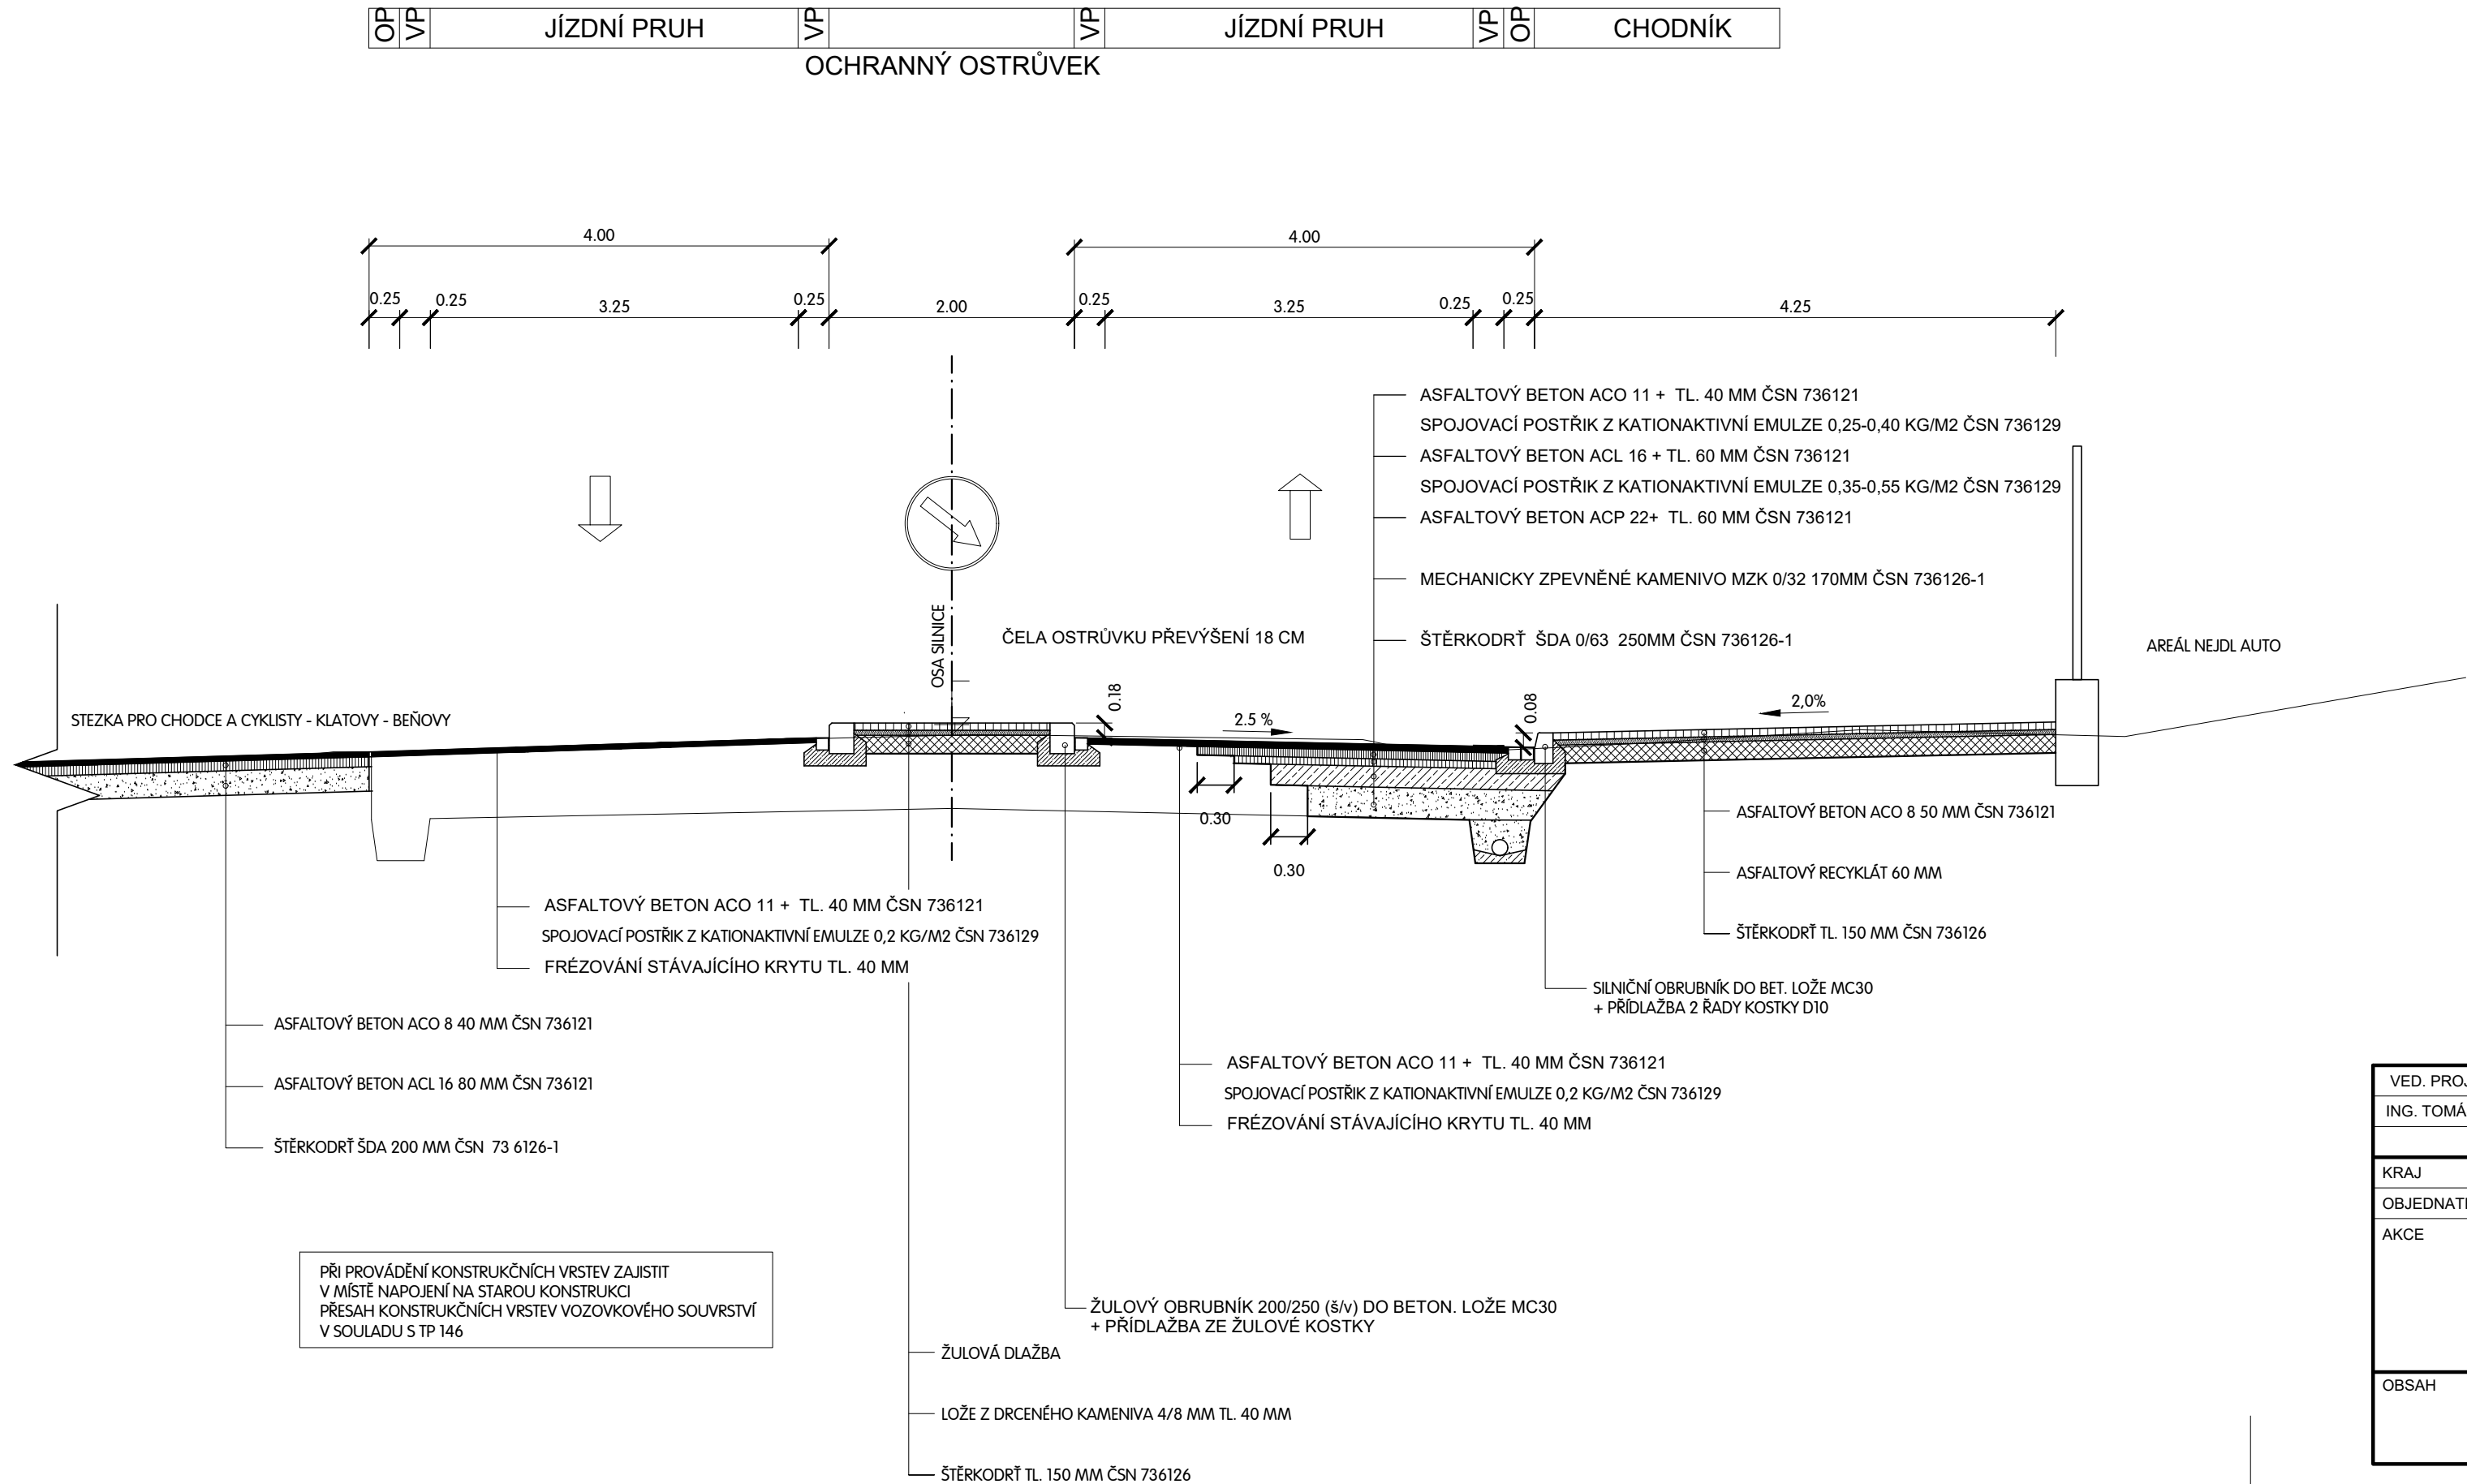 OP VP JÍZDNÍ PRUH VP VP JÍZDNÍ PRUH VP OP CHODNÍK
OCHRANNÝ OSTRŮVEK
4.00 4.00
0.25 0.25 3.25 0.25 2.00 0.25 3.25 0.25 0.25 4.25
ASFALTOVÝ BETON ACO 11 + TL. 40 MM ČSN 736121
SPOJOVACÍ POSTŘIK Z KATIONAKTIVNÍ EMULZE 0,25-0,40 KG/M2 ČSN 736129
ASFALTOVÝ BETON ACL 16 + TL. 60 MM ČSN 736121
SPOJOVACÍ POSTŘIK Z KATIONAKTIVNÍ EMULZE 0,35-0,55 KG/M2 ČSN 736129
ASFALTOVÝ BETON ACP 22+ TL. 60 MM ČSN 736121
MECHANICKY ZPEVNĚNÉ KAMENIVO MZK 0/32 170MM ČSN 736126-1
ŠTĚRKODRŤ ŠDA 0/63 250MM ČSN 736126-1
OSA SILNICE
ČELA OSTRŮVKU PŘEVÝŠENÍ 18 CM
AREÁL NEJDL AUTO
STEZKA PRO CHODCE A CYKLISTY - KLATOVY - BEŇOVY
0.18
2.5 %
0.08
2,0%
0.30
0.30
ASFALTOVÝ BETON ACO 8 50 MM ČSN 736121
ASFALTOVÝ RECYKLÁT 60 MM
ŠTĚRKODRŤ TL. 150 MM ČSN 736126
ASFALTOVÝ BETON ACO 11 + TL. 40 MM ČSN 736121
SPOJOVACÍ POSTŘIK Z KATIONAKTIVNÍ EMULZE 0,2 KG/M2 ČSN 736129
FRÉZOVÁNÍ STÁVAJÍCÍHO KRYTU TL. 40 MM
SILNIČNÍ OBRUBNÍK DO BET. LOŽE MC30
+ PŘÍDLAŽBA 2 ŘADY KOSTKY D10
ASFALTOVÝ BETON ACO 8 40 MM ČSN 736121
ASFALTOVÝ BETON ACL 16 80 MM ČSN 736121
ŠTĚRKODRŤ ŠDA 200 MM ČSN 73 6126-1
ASFALTOVÝ BETON ACO 11 + TL. 40 MM ČSN 736121
SPOJOVACÍ POSTŘIK Z KATIONAKTIVNÍ EMULZE 0,2 KG/M2 ČSN 736129
FRÉZOVÁNÍ STÁVAJÍCÍHO KRYTU TL. 40 MM
PŘI PROVÁDĚNÍ KONSTRUKČNÍCH VRSTEV ZAJISTIT
V MÍSTĚ NAPOJENÍ NA STAROU KONSTRUKCI
PŘESAH KONSTRUKČNÍCH VRSTEV VOZOVKOVÉHO SOUVRSTVÍ
V SOULADU S TP 146
ŽULOVÝ OBRUBNÍK 200/250 (š/v) DO BETON. LOŽE MC30
+ PŘÍDLAŽBA ZE ŽULOVÉ KOSTKY
ŽULOVÁ DLAŽBA
LOŽE Z DRCENÉHO KAMENIVA 4/8 MM TL. 40 MM
ŠTĚRKODRŤ TL. 150 MM ČSN 736126
VED. PROJ
ING. TOMÁ
KRAJ
OBJEDNAT
AKCE
OBSAH